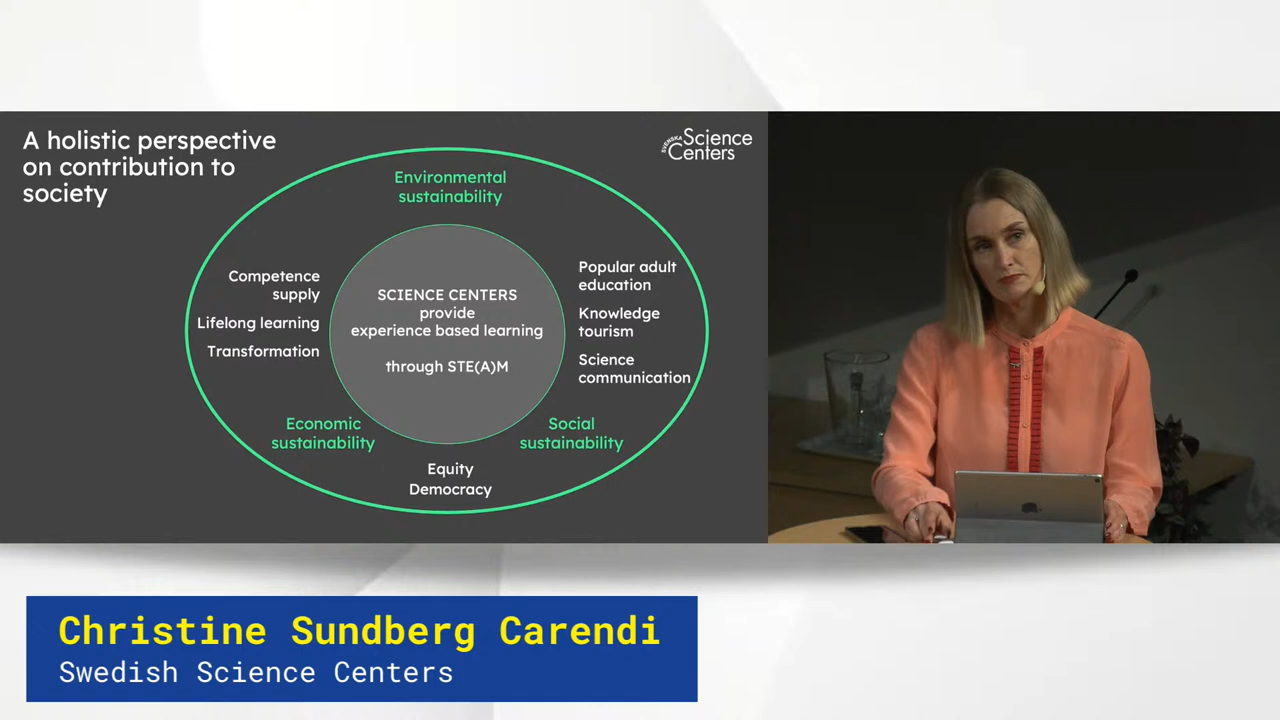 A holistic perspective
on contribution to
society
SVENSKA
Science
Centers
Environmental
sustainability
Competence
supply
Lifelong learning
Transformation
SCIENCE CENTERS
provide
experience based learning
through STE(A)M
Popular adult
education
Knowledge
tourism
Science
communication
Economic
sustainability
Social
sustainability
Equity
Democracy
Christine Sundberg Carendi
Swedish Science Centers